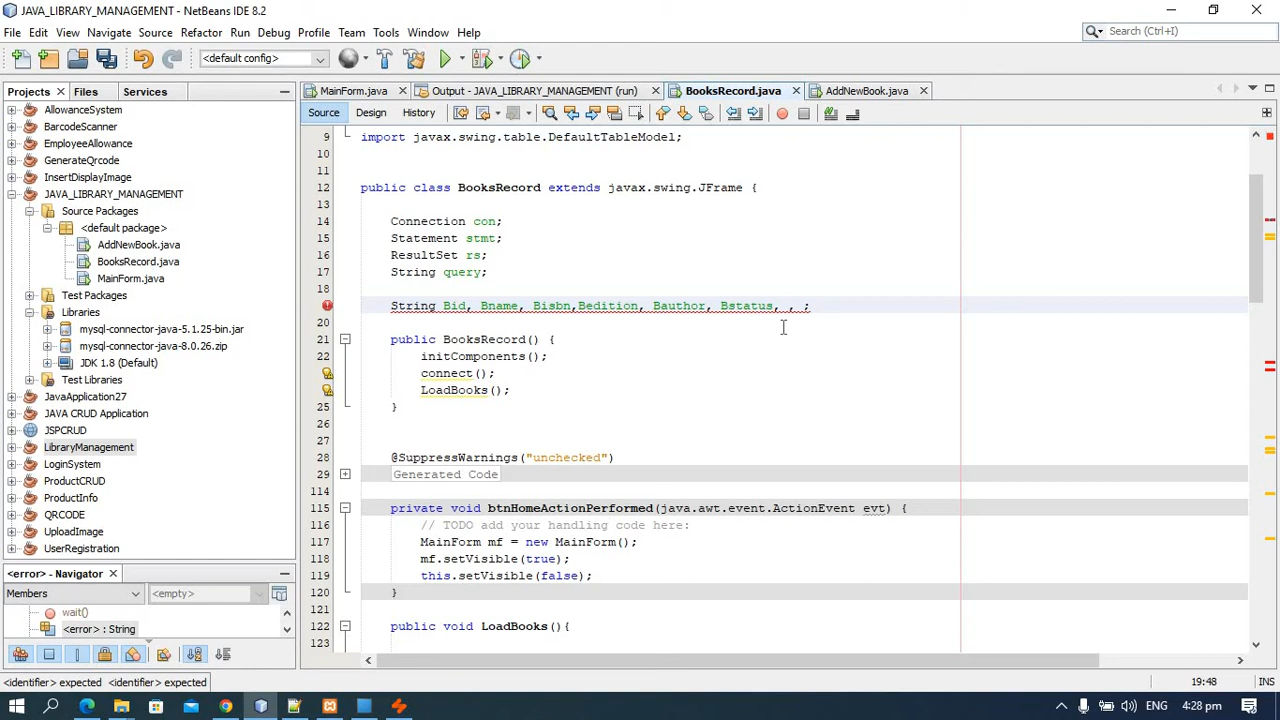 JAVA_LIBRARY_MANAGEMENT - NetBeans IDE 8.2
File Edit View Navigate Source Refactor Run Debug Profile Team Tools Window Help
Search (Ctrl+I)
<default config>
Projects Files Services
MainForm.java Output - JAVA_LIBRARY_MANAGEMENT (run) BooksRecord.java AddNewBook.java
Source Design History
AllowanceSystem
BarcodeScanner
EmployeeAllowance
GenerateQrcode
InsertDisplayImage
JAVA_LIBRARY_MANAGEMENT
Source Packages
<default package>
AddNewBook.java
BooksRecord.java
MainForm.java
Test Packages
Libraries
mysql-connector-java-5.1.25-bin.jar
mysql-connector-java-8.0.26.zip
JDK 1.8 (Default)
Test Libraries
JavaApplication27
JAVA CRUD Application
JSPCRUD
LibraryManagement
LoginSystem
ProductCRUD
ProductInfo
QRCODE
UploadImage
UserRegistration
<error> - Navigator
Members <empty>
wait()
<error> : String
9 import javax.swing.table.DefaultTableModel;
10
11
12 public class BooksRecord extends javax.swing.JFrame {
13
14 Connection con;
15 Statement stmt;
16 ResultSet rs;
17 String query;
18
String Bid, Bname, Bisbn,Bedition, Bauthor, Bstatus, , ;
20
21 public BooksRecord() {
22 initComponents();
connect();
LoadBooks();
25 }
26
27
28 @SuppressWarnings("unchecked")
29 Generated Code
114
115 private void btnHomeActionPerformed(java.awt.event.ActionEvent evt) {
116 // TODO add your handling code here:
117 MainForm mf = new MainForm();
118 mf.setVisible(true);
119 this.setVisible(false);
120 }
121
122 public void LoadBooks(){
123
<identifier> expected <identifier> expected
19:48 INS
ENG 4:28 pm